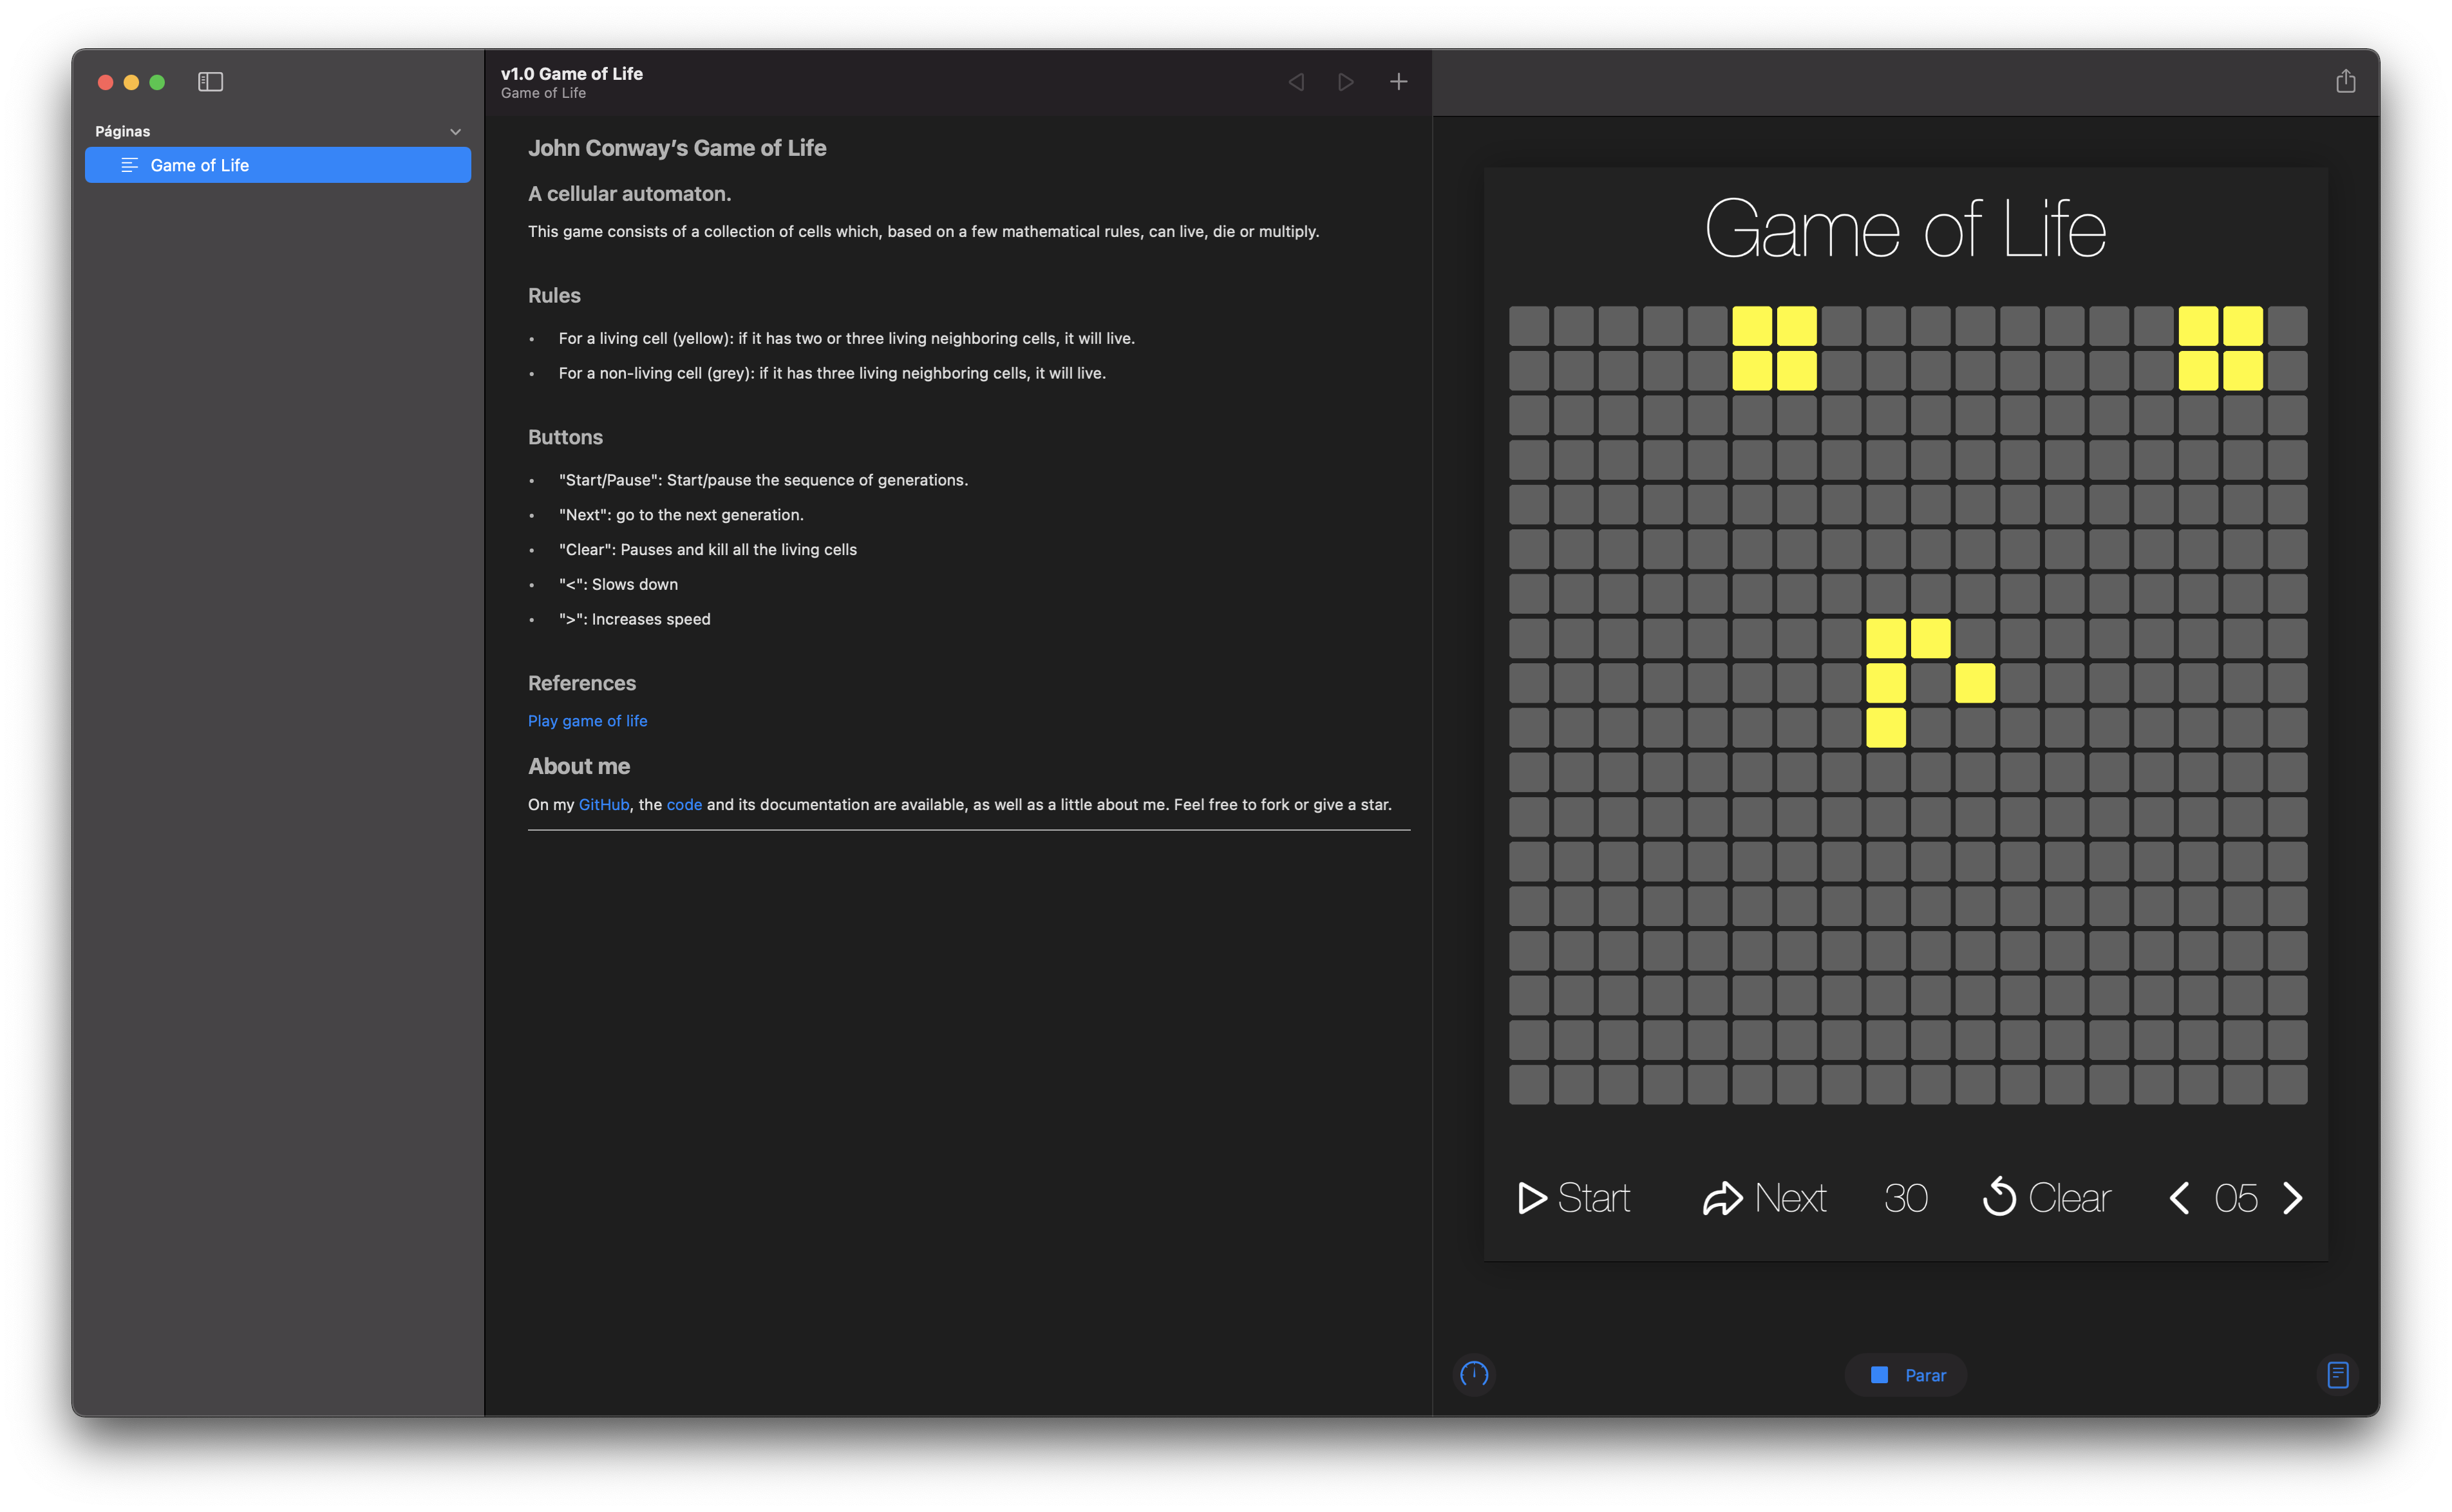 Páginas
Game of Life
v1.0 Game of Life
Game of Life
John Conway’s Game of Life
A cellular automaton.
This game consists of a collection of cells which, based on a few mathematical rules, can live, die or multiply.
Rules
• For a living cell (yellow): if it has two or three living neighboring cells, it will live.
• For a non-living cell (grey): if it has three living neighboring cells, it will live.
Buttons
• "Start/Pause": Start/pause the sequence of generations.
• "Next": go to the next generation.
• "Clear": Pauses and kill all the living cells
• "<": Slows down
• ">": Increases speed
References
Play game of life
About me
On my GitHub, the code and its documentation are available, as well as a little about me. Feel free to fork or give a star.
Game of Life
Start Next 30 Clear < 05 >
Parar